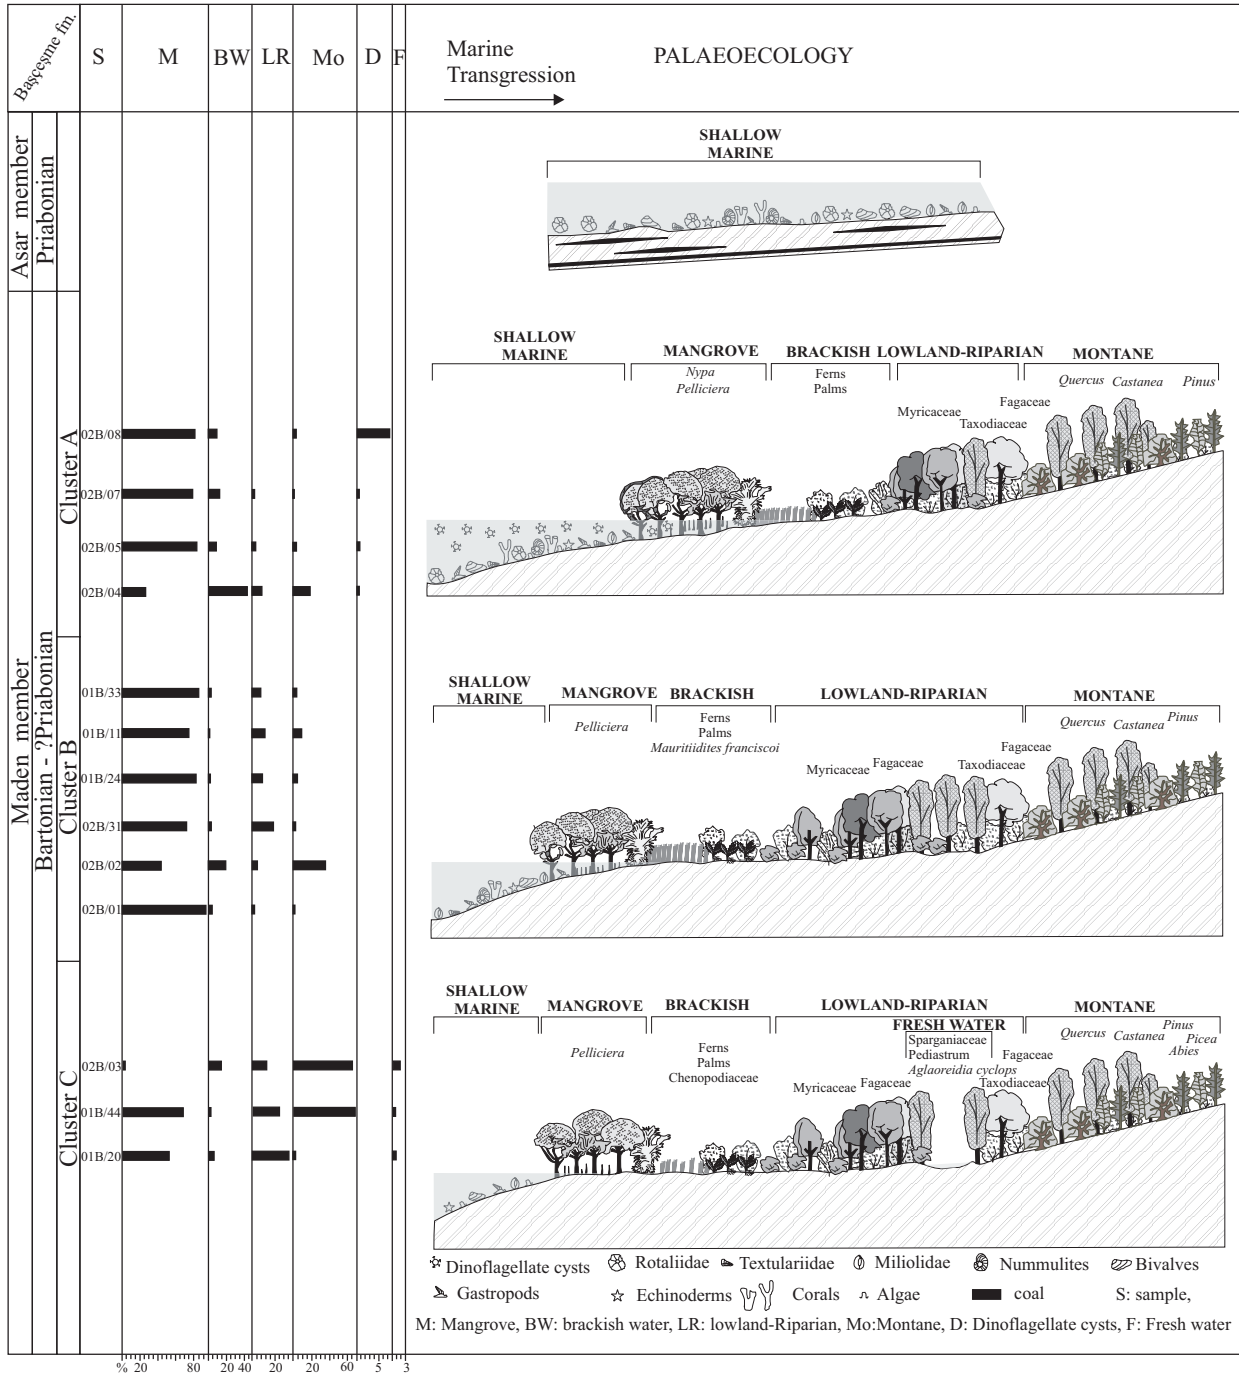 Başçeşme fm.
S
M
BW
LR
Mo
D
F
Marine
Transgression
PALAEOECOLOGY
Asar member
Priabonian
SHALLOW
MARINE
Maden member
Bartonian - ?Priabonian
Cluster A
02B/08
02B/07
02B/05
02B/04
SHALLOW
MARINE
MANGROVE
BRACKISH
LOWLAND-RIPARIAN
MONTANE
Nypa
Pelliciera
Ferns
Palms
Quercus
Castanea
Pinus
Fagaceae
Myricaceae
Taxodiaceae
Cluster B
01B/33
01B/11
01B/24
02B/31
02B/02
02B/01
SHALLOW
MARINE
MANGROVE
BRACKISH
LOWLAND-RIPARIAN
MONTANE
Pelliciera
Ferns
Palms
Mauritiidites franciscoi
Quercus
Castanea
Pinus
Fagaceae
Myricaceae
Fagaceae
Taxodiaceae
Cluster C
02B/03
01B/44
01B/20
SHALLOW
MARINE
MANGROVE
BRACKISH
LOWLAND-RIPARIAN
MONTANE
FRESH WATER
Pelliciera
Ferns
Palms
Chenopodiaceae
Sparganiaceae
Pediastrum
Aglaoreidia cyclops
Quercus
Castanea
Pinus
Picea
Abies
Fagaceae
Myricaceae
Fagaceae
Taxodiaceae
Dinoflagellate cysts
Rotaliidae
Textulariidae
Miliolidae
Nummulites
Bivalves
Gastropods
Echinoderms
Corals
Algae
coal
S: sample,
M: Mangrove, BW: brackish water, LR: lowland-Riparian, Mo:Montane, D: Dinoflagellate cysts, F: Fresh water
% 20 80 20 40 20 20 60 5 3